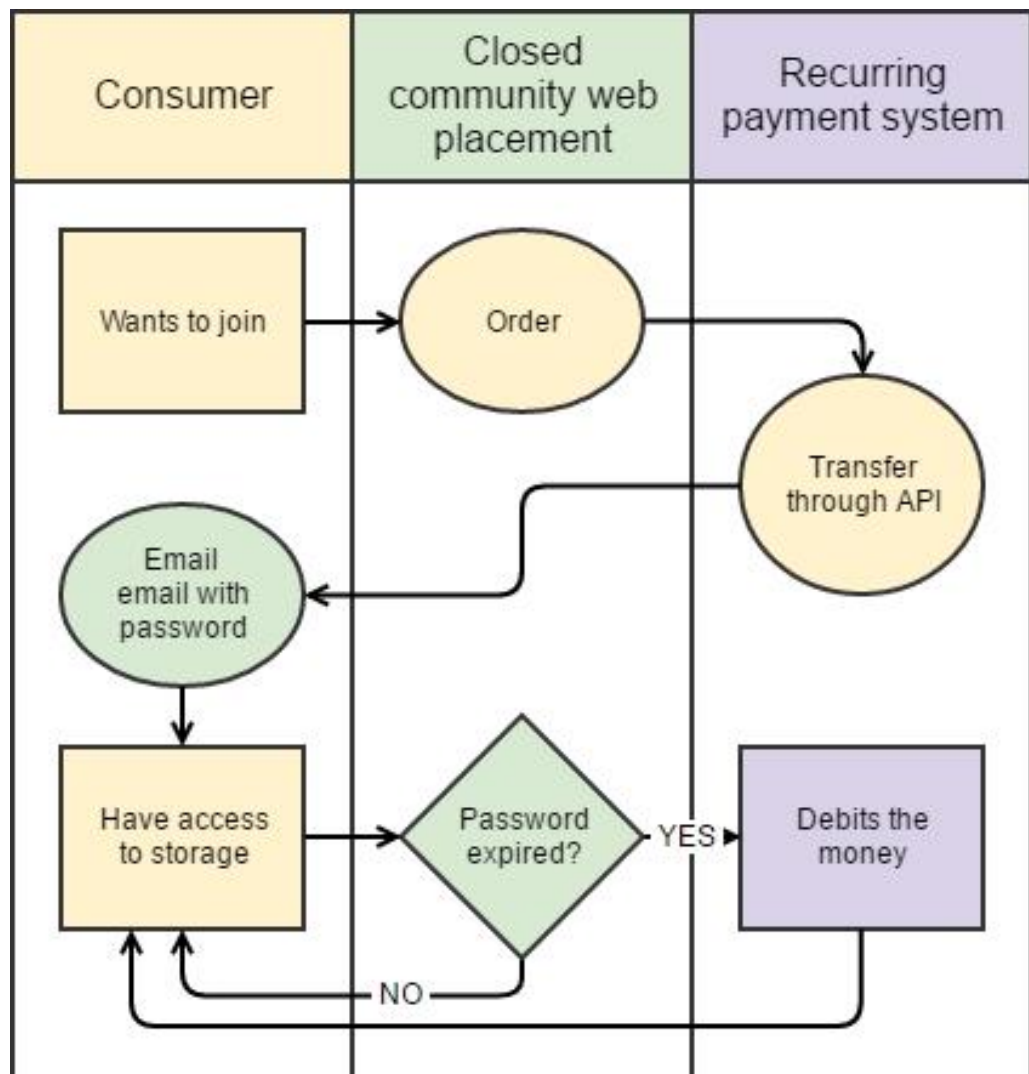 Consumer
Closed
community web
placement
Recurring
payment system
Wants to join
Order
Transfer
through API
Email
email with
password
Have access
to storage
Password
expired?
YES
Debits the
money
NO